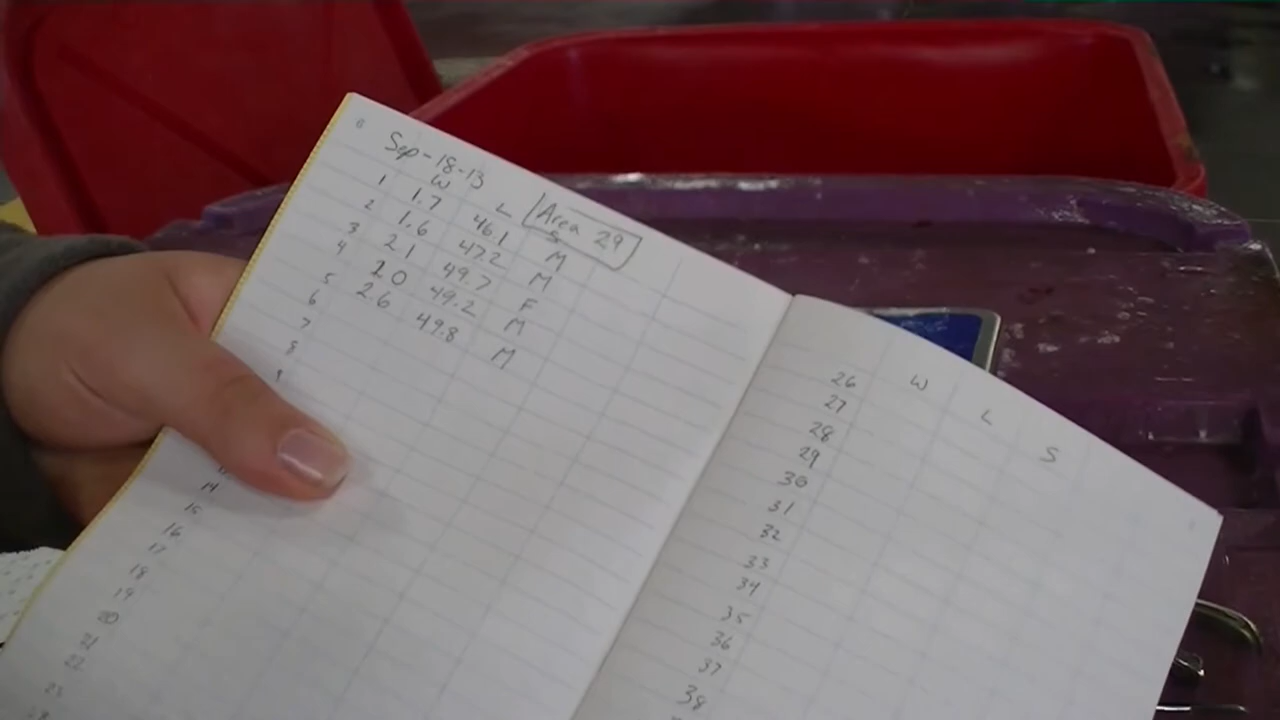 Sep-18-13
W L S
Area 29
1 1.7 46.1 M
2 1.6 47.2 M
3 2.1 49.7 F
4 2.0 49.2 M
5 2.6 49.8 M
6
7
8
14
15
16
17
18
19
20
21
22
23
W L S
26
27
28
29
30
31
32
33
34
35
36
37
38